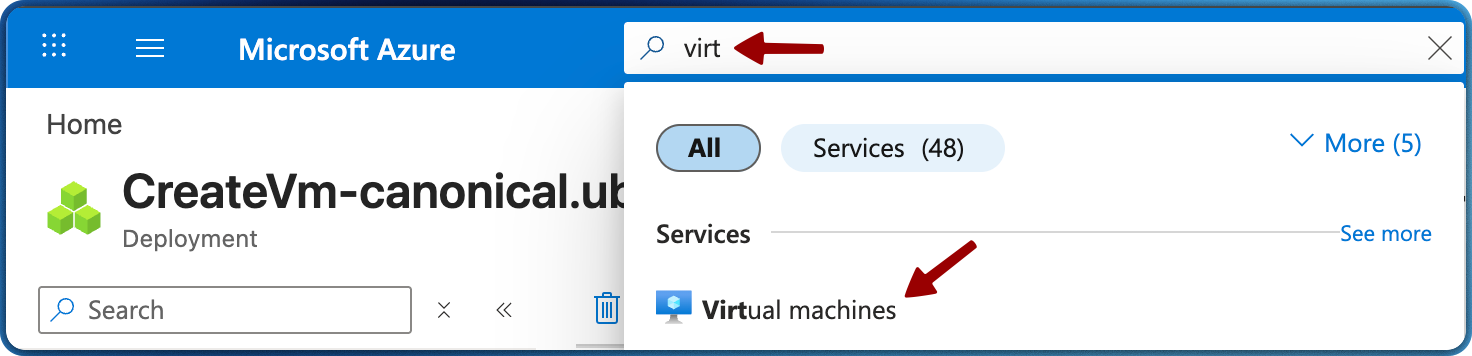 Microsoft Azure
virt
Home
All
Services (48)
More (5)
CreateVm-canonical.ub
Deployment
Services
See more
Search
Virtual machines